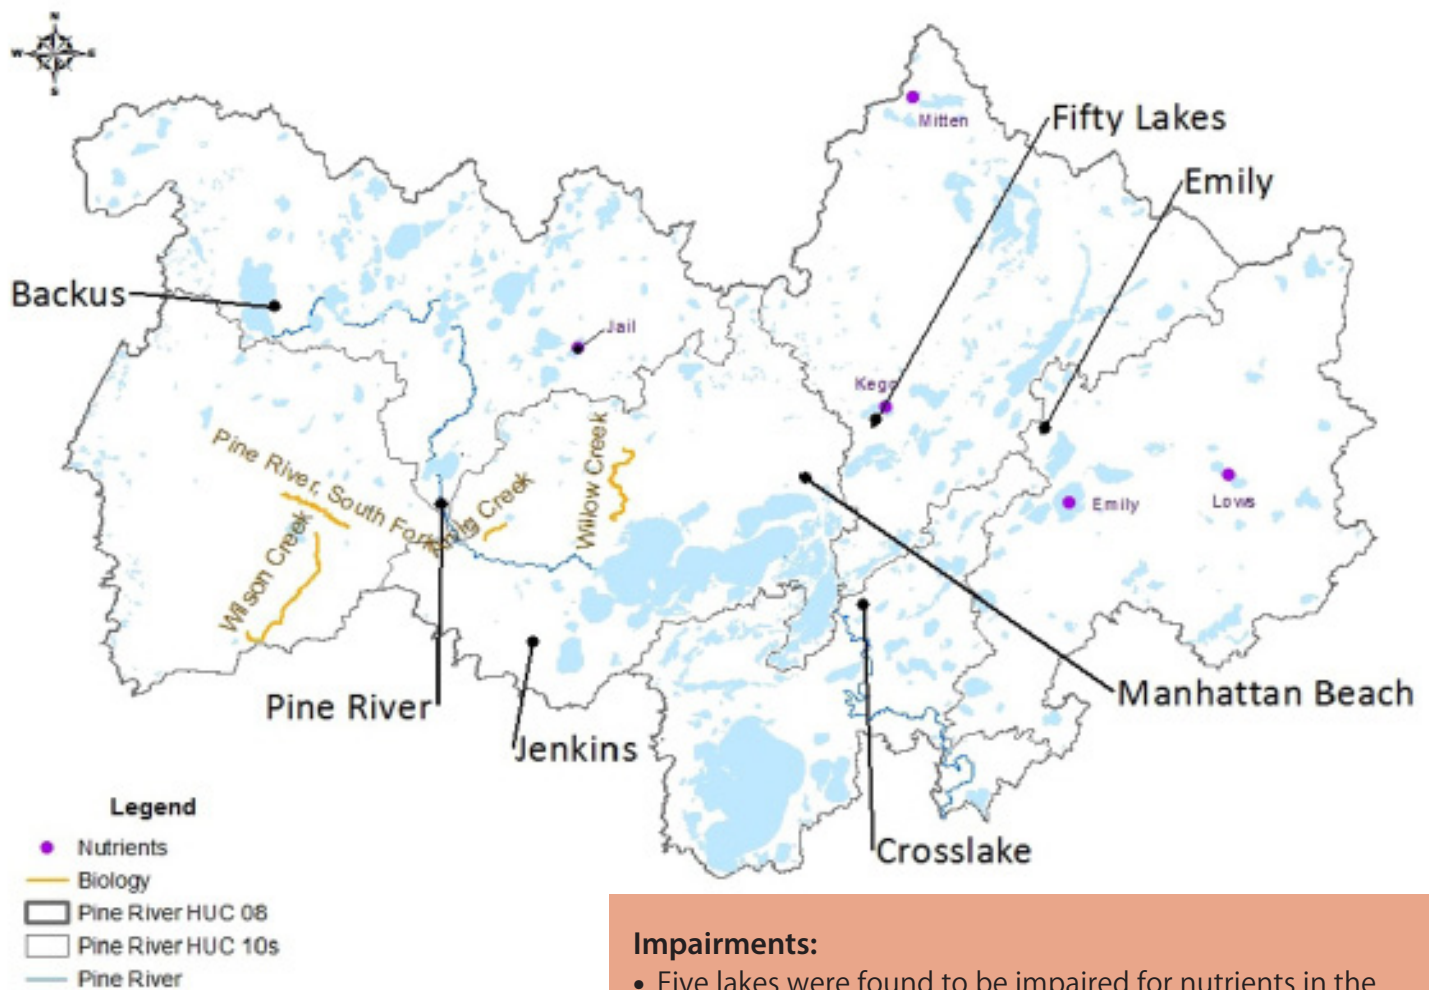 N
W E
S
Mitten
Fifty Lakes
Emily
Backus
Jail
Kego
Willow Creek
Pine River, South Fork
Creek
Wilson Creek
Emily
Lows
Pine River
Jenkins
Manhattan Beach
Crosslake
Legend
Nutrients
Biology
Pine River HUC 08
Pine River HUC 10s
Pine River
Impairments:
• Five lakes were found to be impaired for nutrients in the